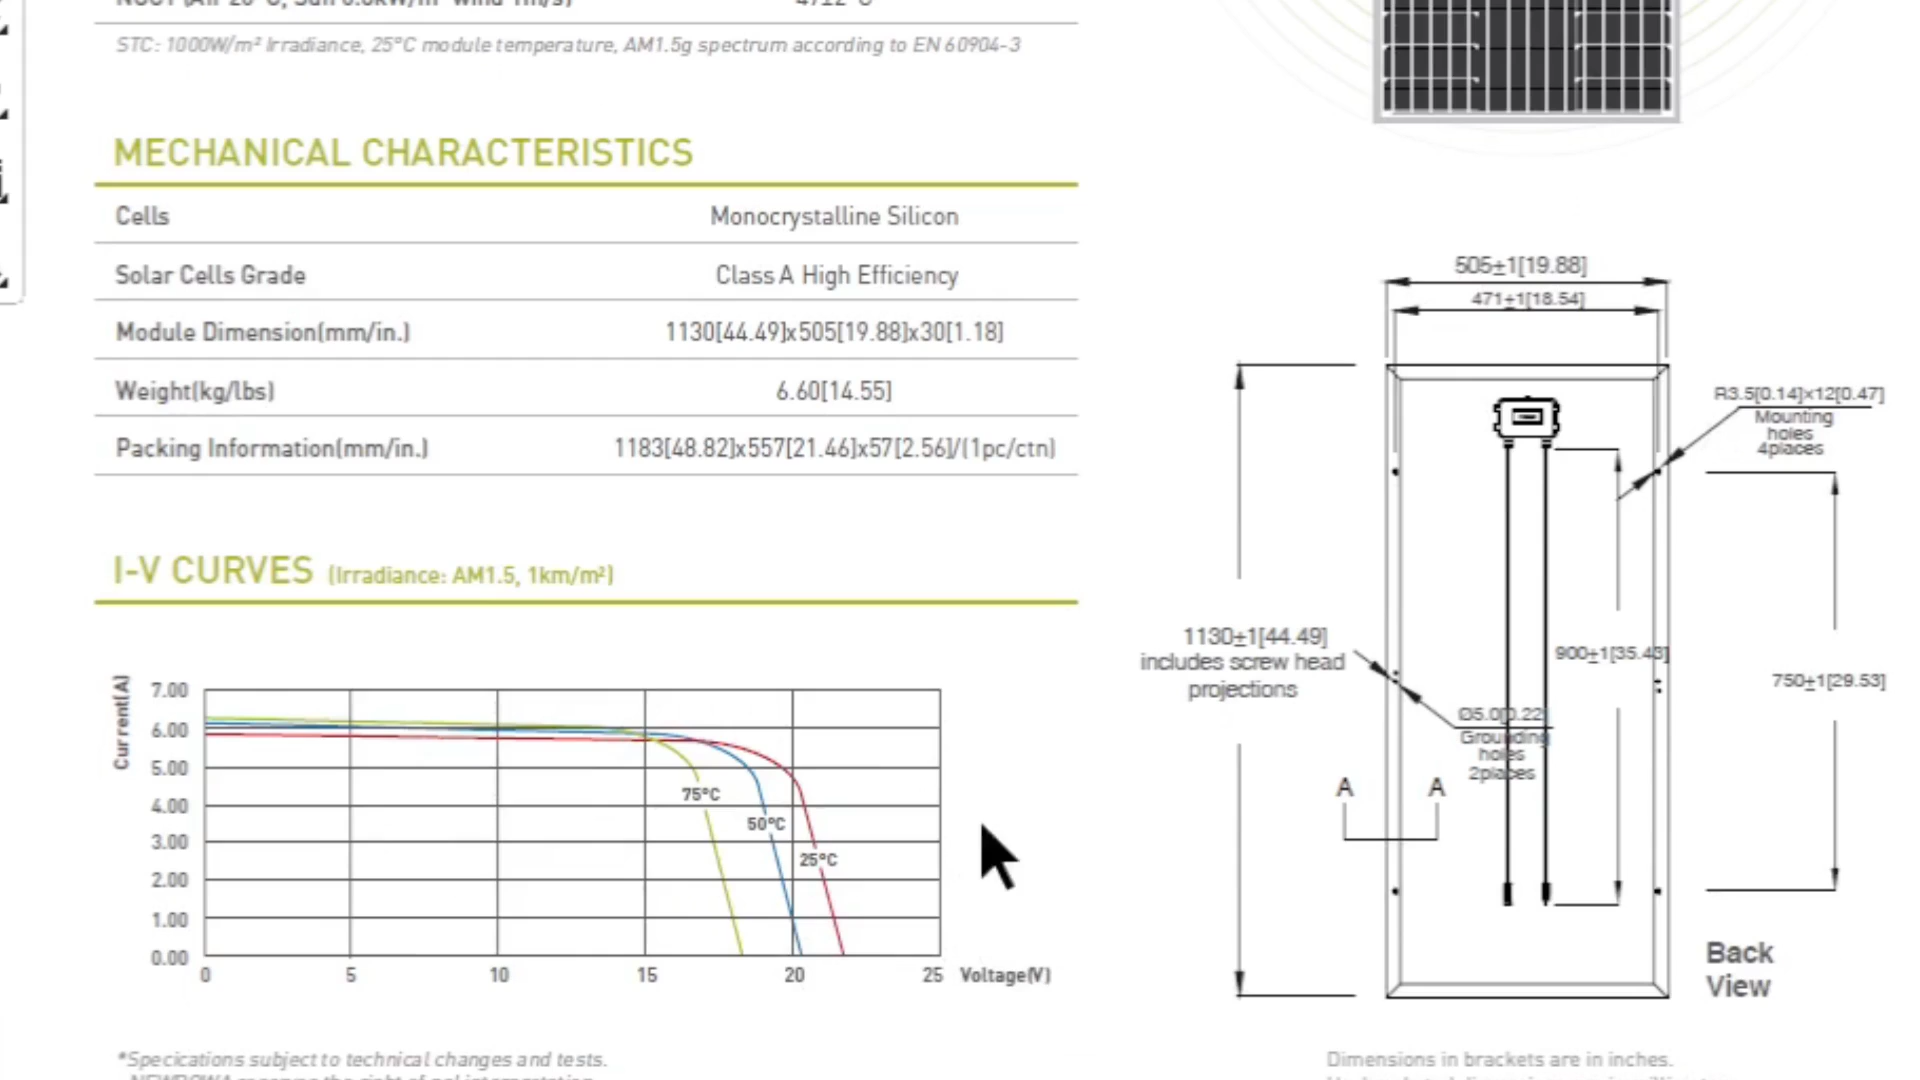 STC: 1000W/m² Irradiance, 25°C module temperature, AM1.5g spectrum according to EN 60904-3
MECHANICAL CHARACTERISTICS
Cells Monocrystalline Silicon
Solar Cells Grade Class A High Efficiency
Module Dimension(mm/in.) 1130[44.49]x505[19.88]x30[1.18]
Weight(kg/lbs) 6.60[14.55]
Packing Information(mm/in.) 1183[48.82]x557[21.46]x57[2.56]/(1pc/ctn)
I-V CURVES (Irradiance: AM1.5, 1km/m²)
Current(A)
7.00
6.00
5.00
4.00
3.00
2.00
1.00
0.00
75°C
50°C
25°C
0 5 10 15 20 25 Voltage(V)
*Specications subject to technical changes and tests.
505±1[19.88]
471±1[18.54]
R3.5[0.14]×12[0.47]
Mounting
holes
4places
1130±1[44.49]
includes screw head
projections
900±1[35.43]
750±1[29.53]
Ø5.0[0.22]
Grounding
holes
2places
A A
Back
View
Dimensions in brackets are in inches.